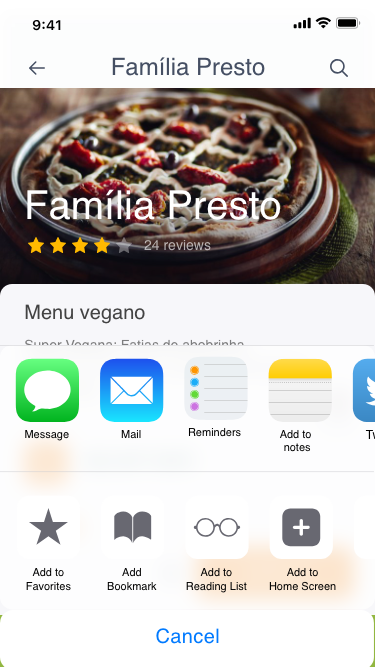 9:41
Família Presto
Família Presto
24 reviews
Menu vegano
Super Vegana: Fatias de abobrinha
Message
Mail
Reminders
Add to
notes
Add to
Favorites
Add
Bookmark
Add to
Reading List
Add to
Home Screen
Cancel